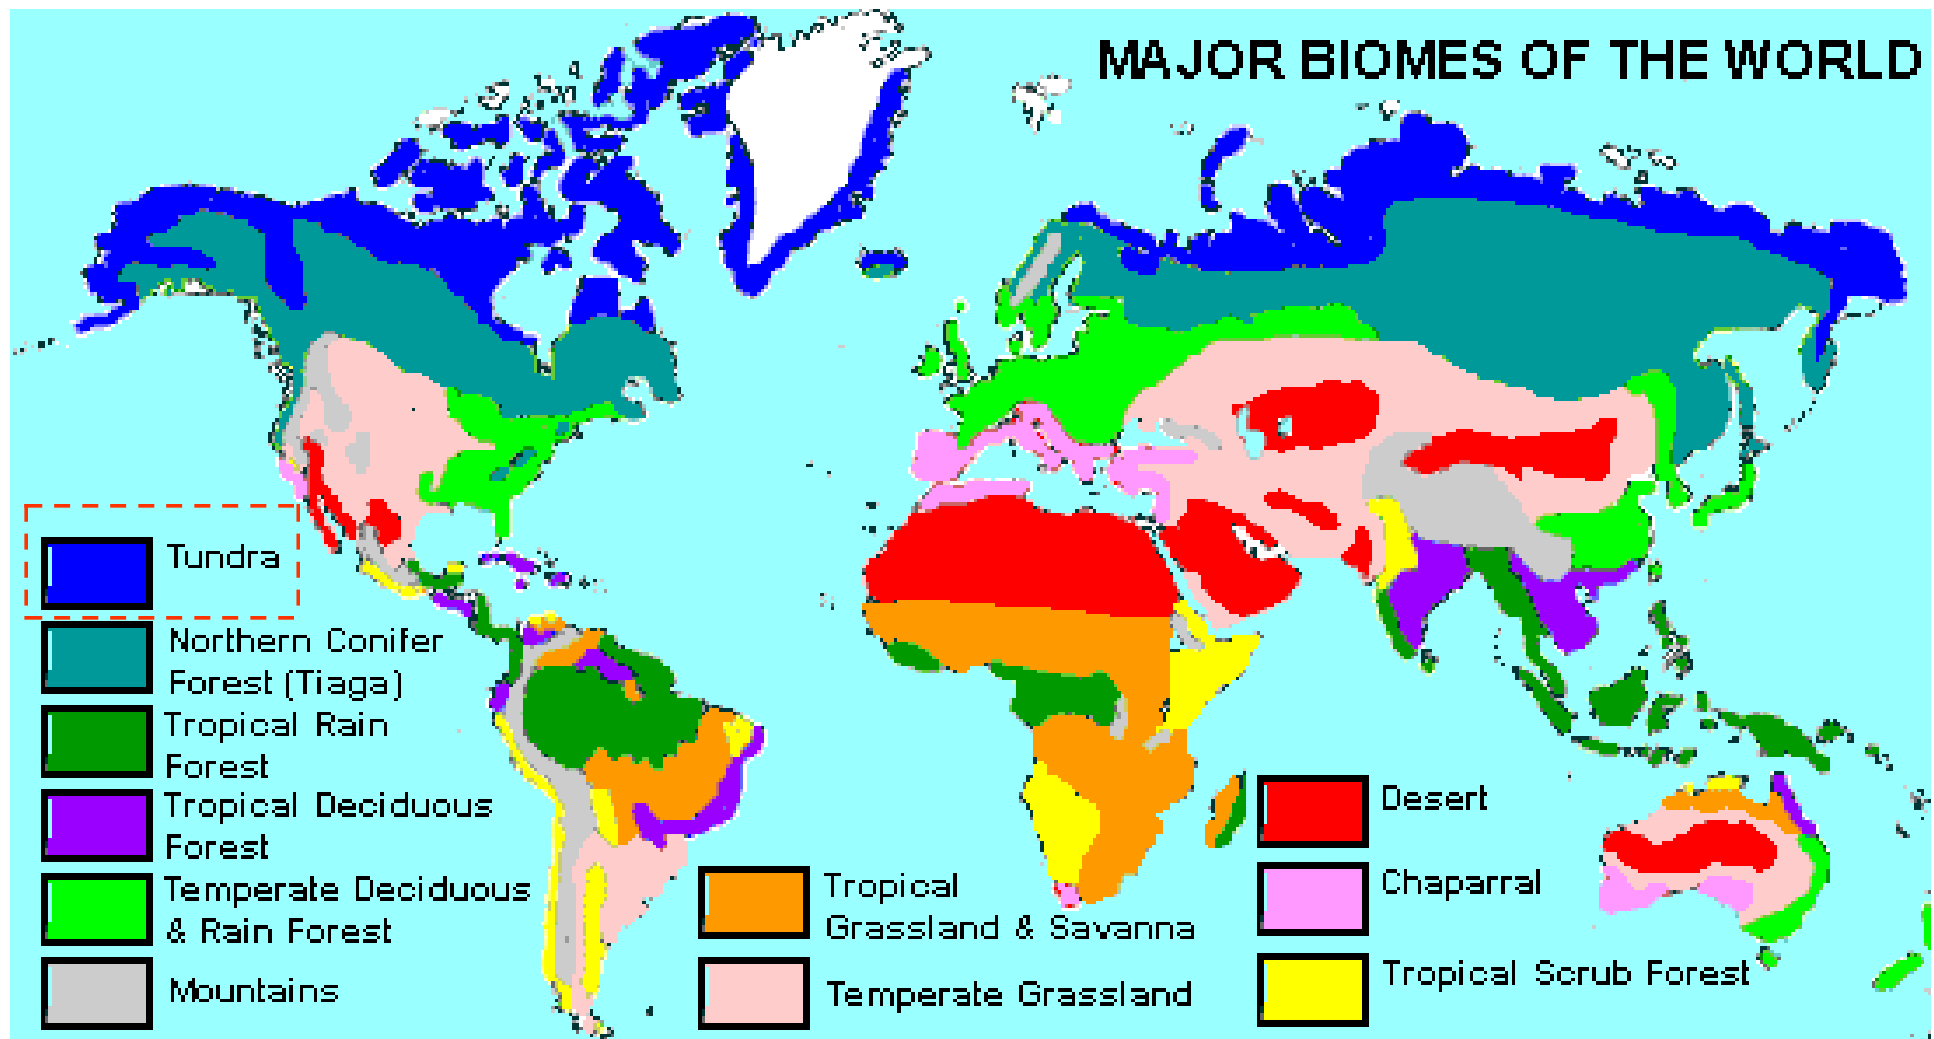 MAJOR BIOMES OF THE WORLD
Tundra
Northern Conifer
Forest (Tiaga)
Tropical Rain
Forest
Tropical Deciduous
Forest
Temperate Deciduous
& Rain Forest
Mountains
Tropical
Grassland & Savanna
Temperate Grassland
Desert
Chaparral
Tropical Scrub Forest